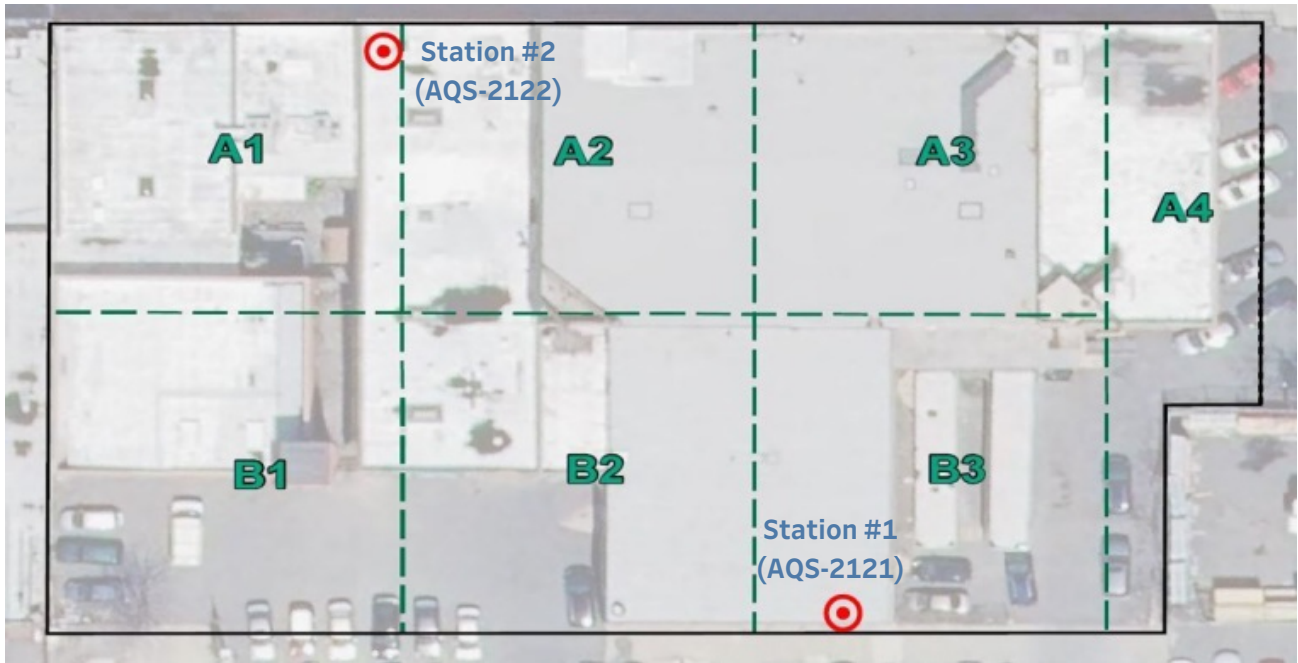 Station #2
(AQS-2122)
A1
A2
A3
A4
B1
B2
B3
Station #1
(AQS-2121)